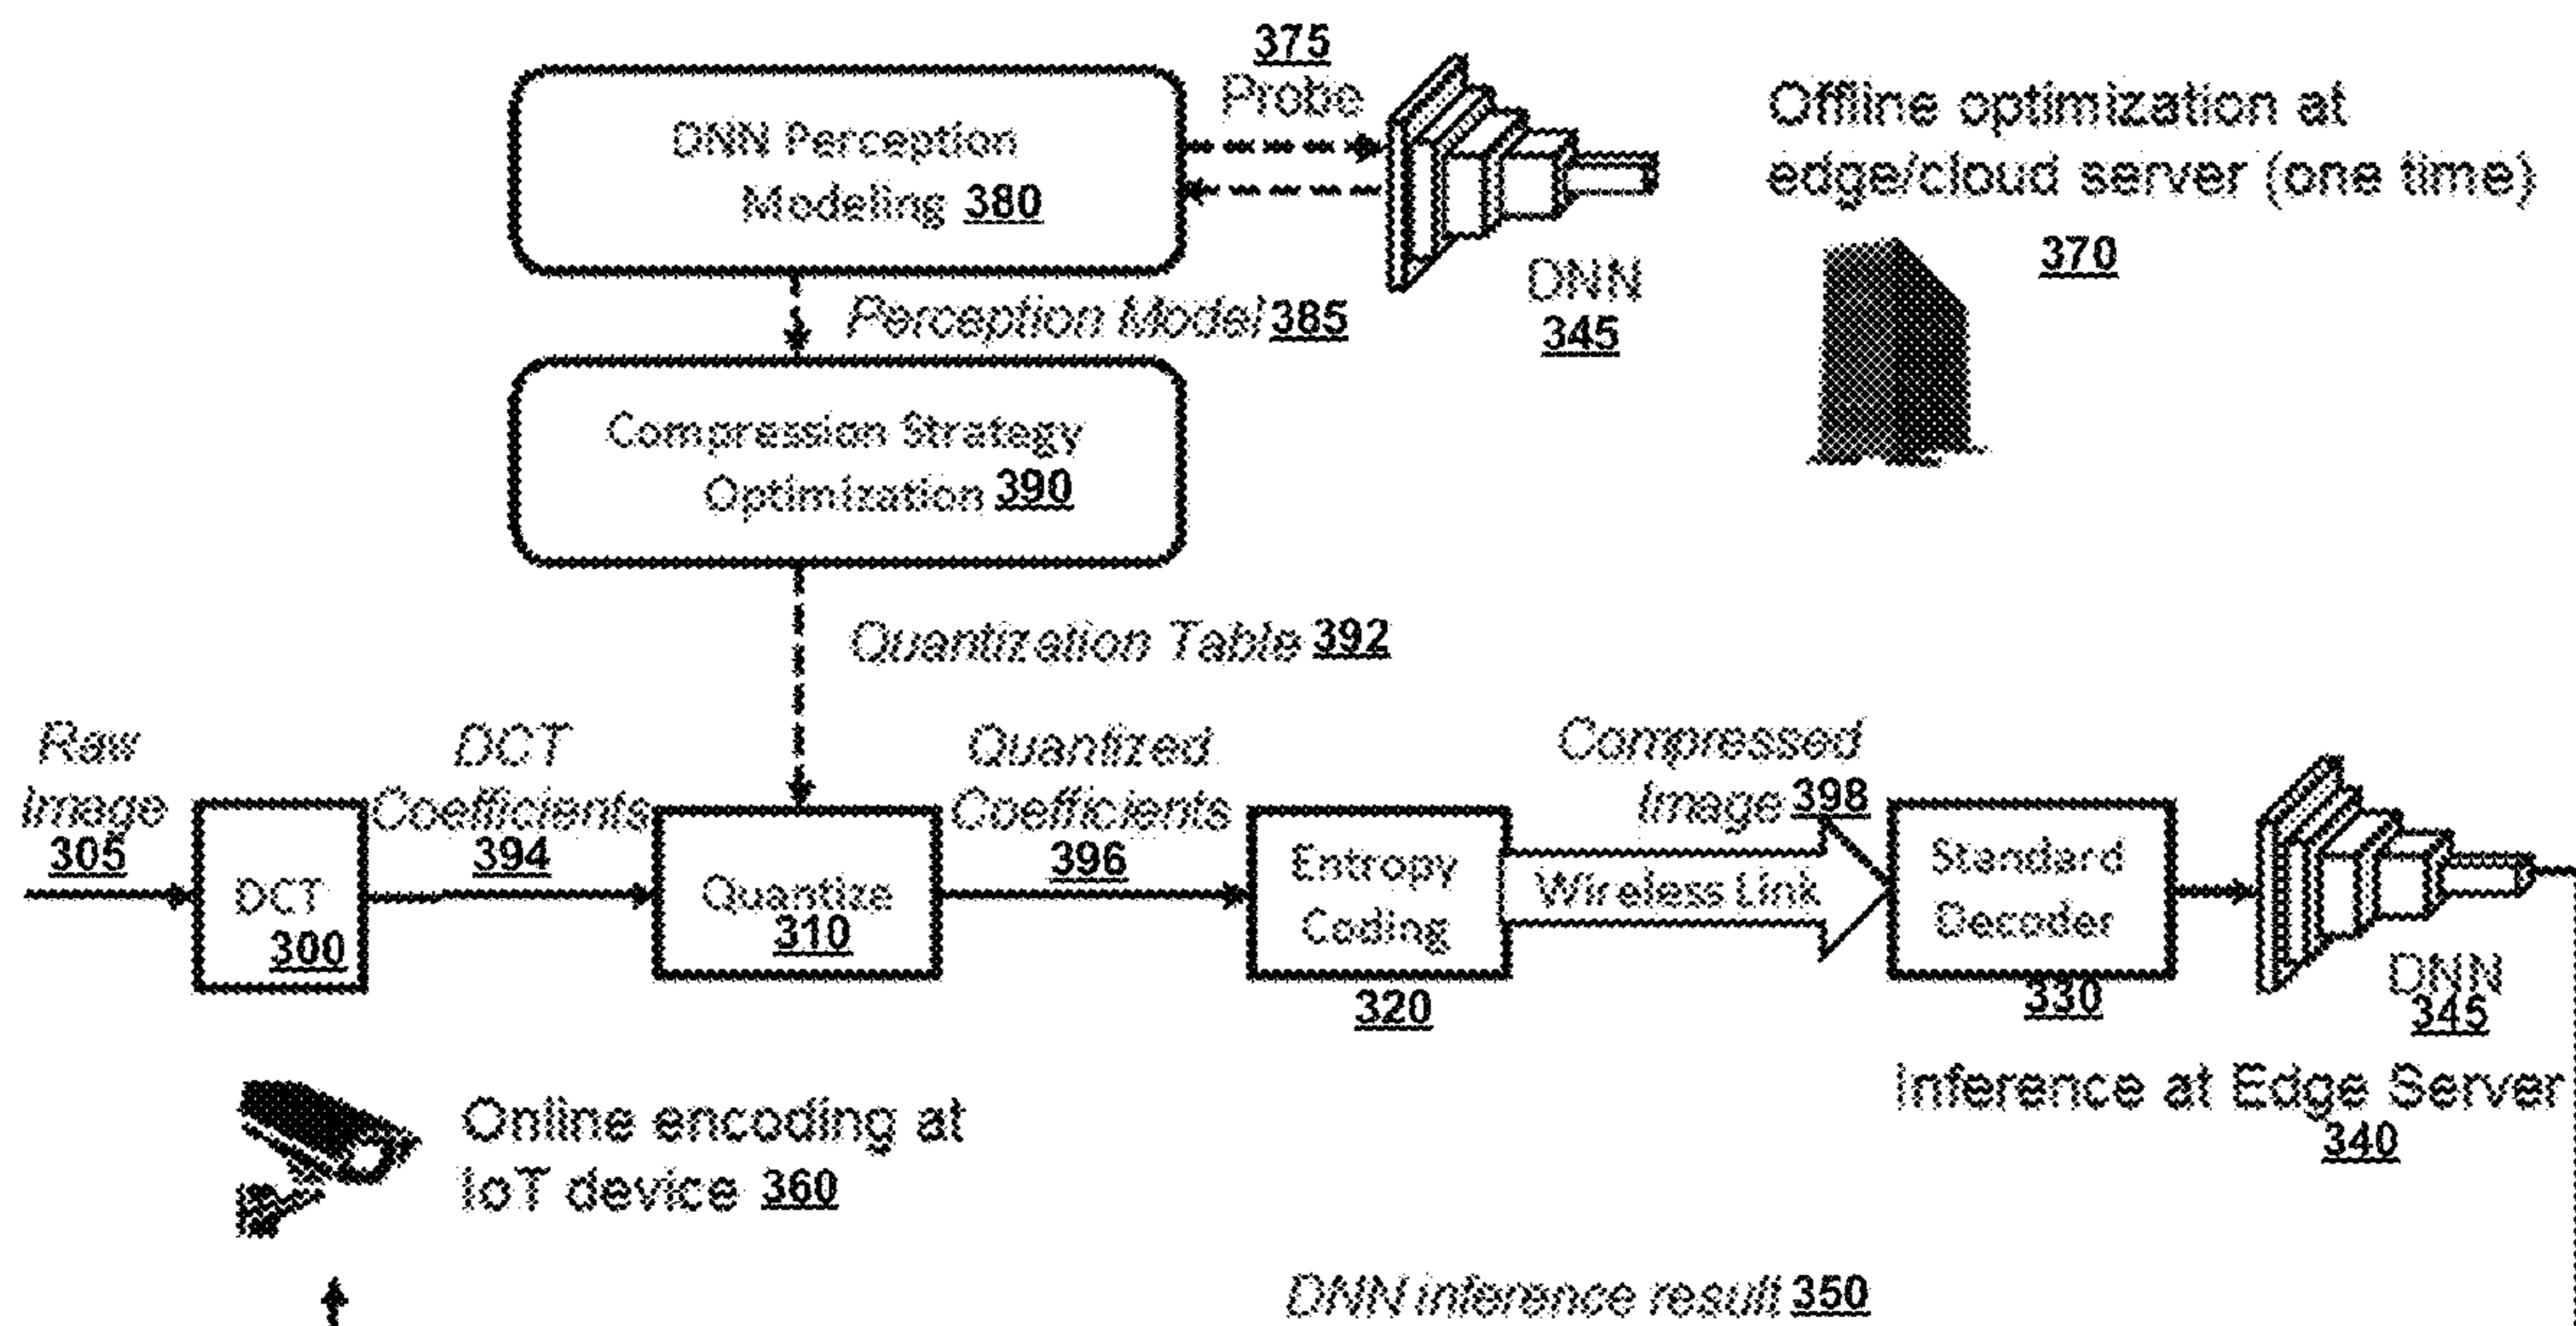 375
Probe
DNN Perception
Modeling 380
Offline optimization at
edge/cloud server (one time)
370
DNN
345
Perception Model 385
Compression Strategy
Optimization 390
Quantization Table 392
Raw
Image
305
DCT
300
DCT
Coefficients
394
Quantize
310
Quantized
Coefficients
396
Entropy
Coding
320
Compressed
Image 398
Wireless Link
Standard
Decoder
330
DNN
345
Inference at Edge Server
340
Online encoding at
IoT device 360
DNN inference result 350